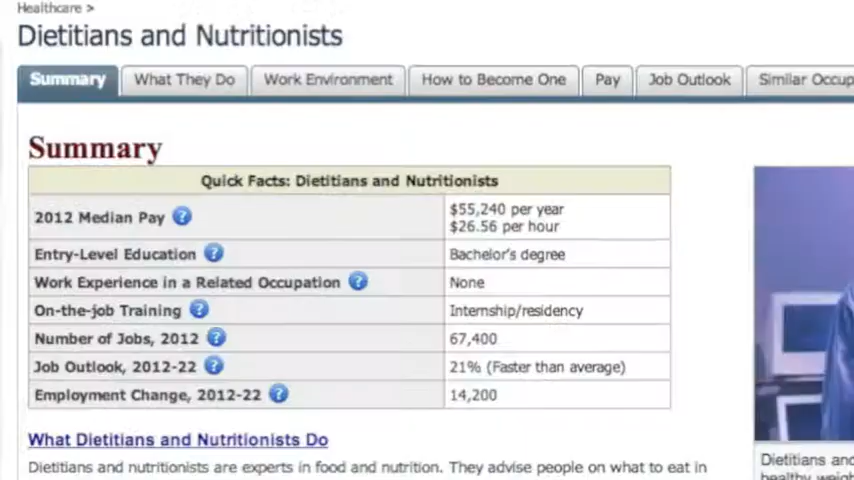 Healthcare >
Dietitians and Nutritionists
Summary What They Do Work Environment How to Become One Pay Job Outlook Similar Occup
Summary
Quick Facts: Dietitians and Nutritionists
2012 Median Pay ? $55,240 per year
$26.56 per hour
Entry-Level Education ? Bachelor's degree
Work Experience in a Related Occupation ? None
On-the-job Training ? Internship/residency
Number of Jobs, 2012 ? 67,400
Job Outlook, 2012-22 ? 21% (Faster than average)
Employment Change, 2012-22 ? 14,200
What Dietitians and Nutritionists Do
Dietitians and nutritionists are experts in food and nutrition. They advise people on what to eat in
Dietitians and
healthy weigh